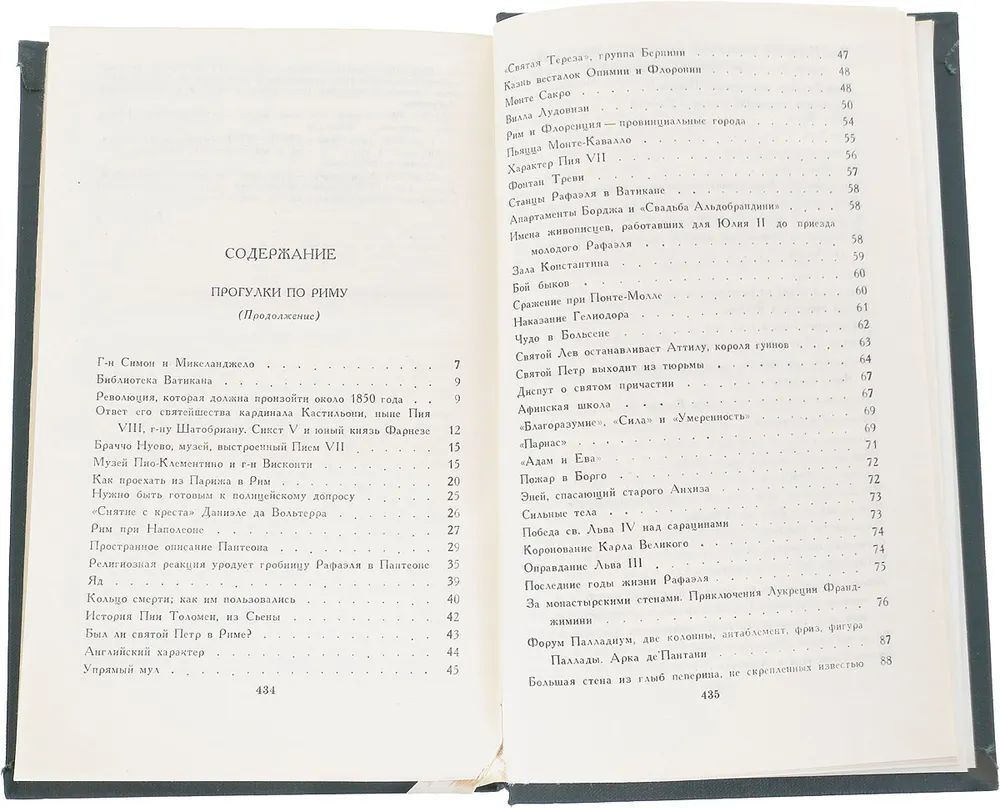 СОДЕРЖАНИЕ
ПРОГУЛКИ ПО РИМУ
(Продолжение)
Г-н Симон и Микеланджело . . . . . . . . . . . 7
Библиотека Ватикана . . . . . . . . . . . . . 9
Революция, которая должна произойти около 1850 года . . 9
Ответ его святейшества кардинала Кастильони, ныне Пия
VIII, г-ну Шатобриану. Сикст V и юный князь Фарнезе 12
Браччо Нуово, музей, выстроенный Пием VII . . . . . 15
Музей Пио-Клементино и г-н Висконти . . . . . . . 15
Как проехать из Парижа в Рим . . . . . . . . . . 20
Нужно быть готовым к полицейскому допросу . . . . . 25
«Снятие с креста» Даниэле да Вольтерра . . . . . . . 26
Рим при Наполеоне . . . . . . . . . . . . . . 27
Пространное описание Пантеона . . . . . . . . . . 29
Религиозная реакция уродует гробницу Рафаэля в Пантеоне 35
Яд . . . . . . . . . . . . . . . . . . . . . 39
Кольцо смерти; как им пользовались . . . . . . . . 40
История Пии Толомеи, из Сьены . . . . . . . . . . 42
Был ли святой Петр в Риме? . . . . . . . . . . . 43
Английский характер . . . . . . . . . . . . . . 44
Упрямый мул . . . . . . . . . . . . . . . . . 45
434
«Святая Тереза», группа Бернини . . . . . . . . . 47
Казнь весталок Опимии и Флоронии . . . . . . . . 48
Монте Сакро . . . . . . . . . . . . . . . . . 48
Вилла Лудовизи . . . . . . . . . . . . . . . . 50
Рим и Флоренция — провинциальные города . . . . . . 54
Пьяцца Монте-Кавалло . . . . . . . . . . . . . 55
Характер Пия VII . . . . . . . . . . . . . . . 56
Фонтан Треви . . . . . . . . . . . . . . . . . 57
Станцы Рафаэля в Ватикане . . . . . . . . . . . 58
Апартаменты Борджа и «Свадьба Альдобрандини» . . . . 58
Имена живописцев, работавших для Юлия II до приезда
молодого Рафаэля . . . . . . . . . . . . . 58
Зала Константина . . . . . . . . . . . . . . . 59
Бой быков . . . . . . . . . . . . . . . . . . 60
Сражение при Понте-Молле . . . . . . . . . . . 60
Наказание Гелиодора . . . . . . . . . . . . . . 61
Чудо в Больсене . . . . . . . . . . . . . . . . 62
Святой Лев останавливает Аттилу, короля гуннов . . . . 63
Святой Петр выходит из тюрьмы . . . . . . . . . . 64
Диспут о святом причастии . . . . . . . . . . . . 67
Афинская школа . . . . . . . . . . . . . . . . 67
«Благоразумие», «Сила» и «Умеренность» . . . . . . . 69
«Парнас» . . . . . . . . . . . . . . . . . . . 69
«Адам и Ева» . . . . . . . . . . . . . . . . . 71
Пожар в Борго . . . . . . . . . . . . . . . . . 72
Эней, спасающий старого Анхиза . . . . . . . . . . 72
Сильные тела . . . . . . . . . . . . . . . . . 73
Победа св. Льва IV над сарацинами . . . . . . . . . 73
Коронование Карла Великого . . . . . . . . . . . 74
Оправдание Льва III . . . . . . . . . . . . . . 74
Последние годы жизни Рафаэля . . . . . . . . . . 75
За монастырскими стенами. Приключения Лукреции Франд-
жимини . . . . . . . . . . . . . . . . . . 76
Форум Палладиум, две колонны, антаблемент, фриз, фигура
Паллады. Арка де'Пантани . . . . . . . . . . 87
Большая стена из глыб пеперина, не скрепленных известью 88
435